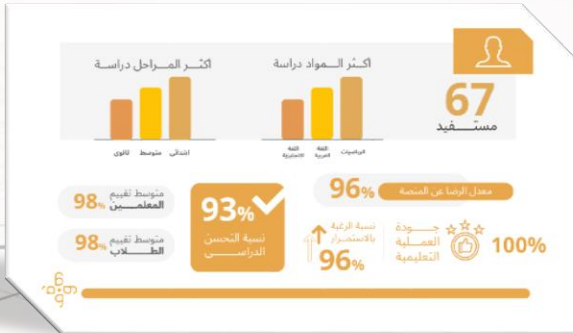 67
مستفيد
أكثر المواد دراسة
الرياضيات
اللغة العربية
اللغة الانجليزية
أكثر المراحل دراسة
ابتدائي
متوسط
ثانوي
معدل الرضا عن المنصة
96%
100%
جودة
العملية
التعليمية
نسبة الرغبة
بالاستمرار
96%
93%
نسبة التحسن
الدراسي
متوسط تقييم
المعلمين
98%
متوسط تقييم
الطلاب
98%